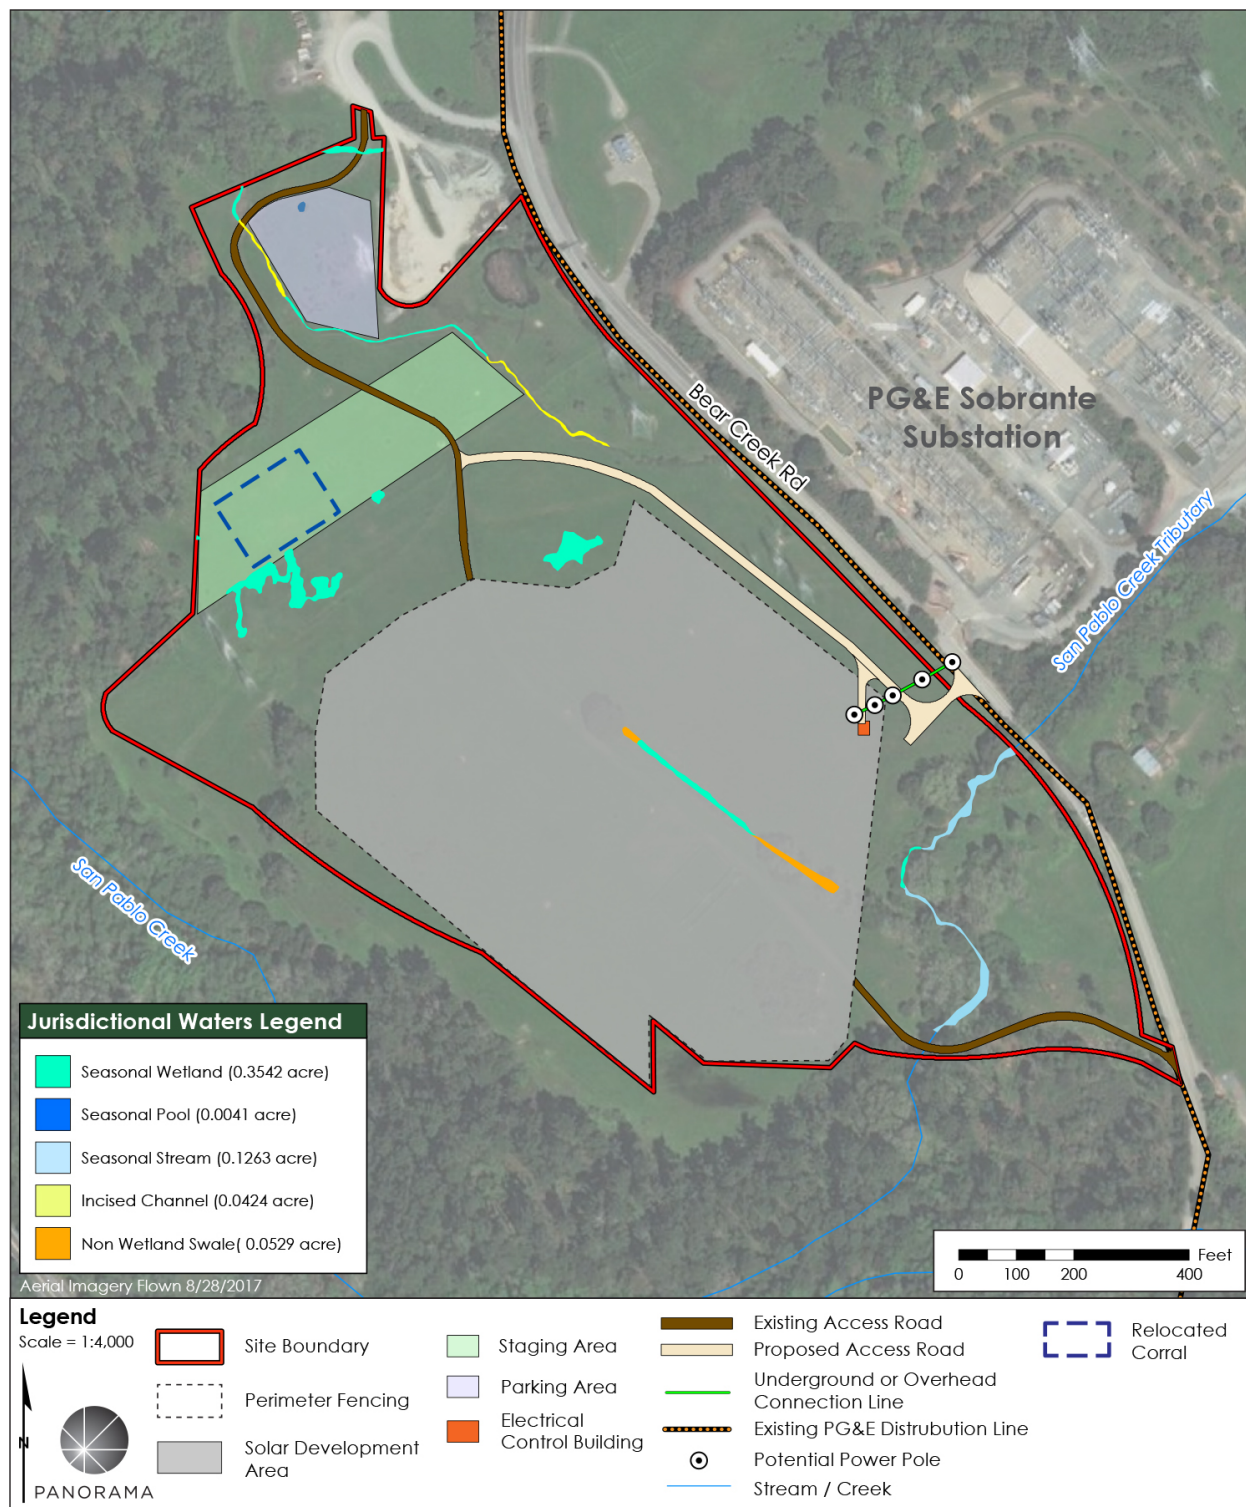 Bear Creek Rd
PG&E Sobrante
Substation
San Pablo Creek Tributary
San Pablo Creek
Jurisdictional Waters Legend
Seasonal Wetland (0.3542 acre)
Seasonal Pool (0.0041 acre)
Seasonal Stream (0.1263 acre)
Incised Channel (0.0424 acre)
Non Wetland Swale( 0.0529 acre)
Aerial Imagery Flown 8/28/2017
Feet
0 100 200 400
Legend
Scale = 1:4,000
N
PANORAMA
Site Boundary
Perimeter Fencing
Solar Development
Area
Staging Area
Parking Area
Electrical
Control Building
Existing Access Road
Proposed Access Road
Underground or Overhead
Connection Line
Existing PG&E Distrubution Line
Potential Power Pole
Stream / Creek
Relocated
Corral